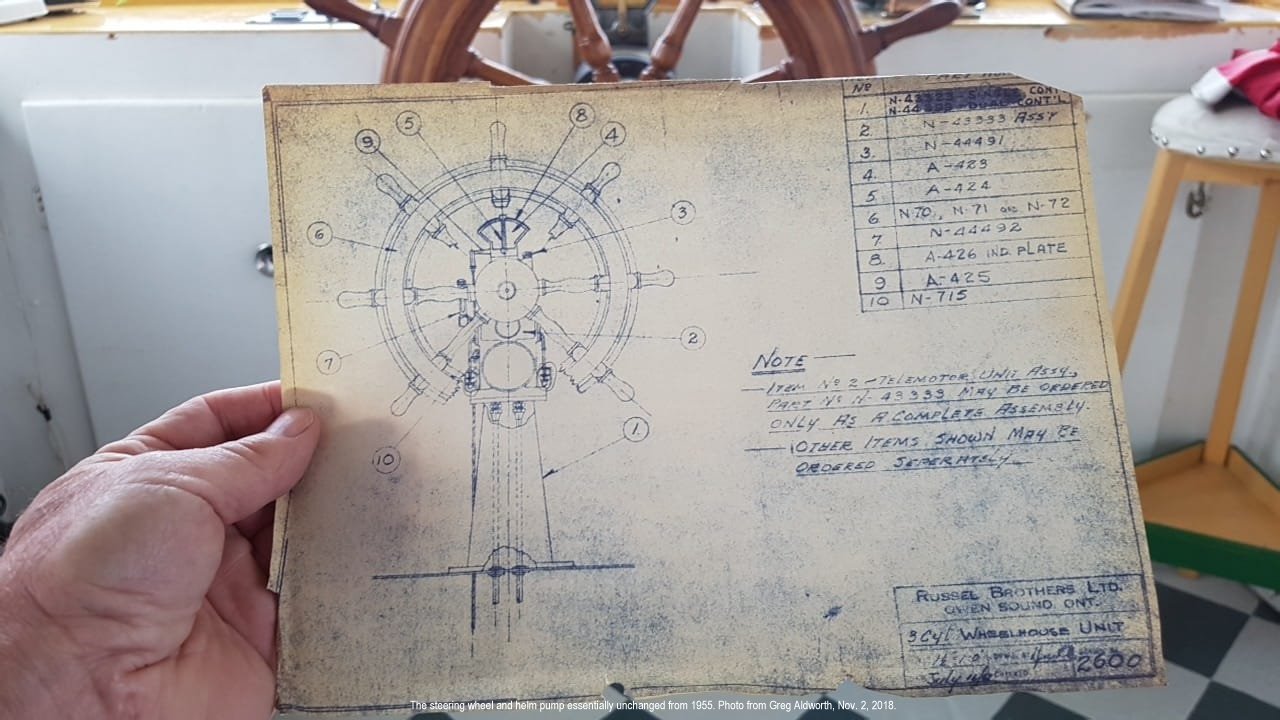 9
5
8
4
3
6
7
2
1
10
Nº
1. CONT'L
2. N-43333 ASSY
3. N-44491
4. A-423
5. A-424
6 N-70, N-71 OR N-72
7. N-44492
8. A-426 IND. PLATE
9 A-425
10 N-715
NOTE —
— ITEM Nº 2 - TELEMOTOR UNIT ASSY.,
PART Nº N-43333 MAY BE ORDERED
ONLY AS A COMPLETE ASSEMBLY.
— OTHER ITEMS SHOWN MAY BE
ORDERED SEPERATELY.
RUSSEL BROTHERS LTD.
OWEN SOUND ONT.
3 Cyl WHEELHOUSE UNIT
2600
The steering wheel and helm pump essentially unchanged from 1955. Photo from Greg Aldworth, Nov. 2, 2018.